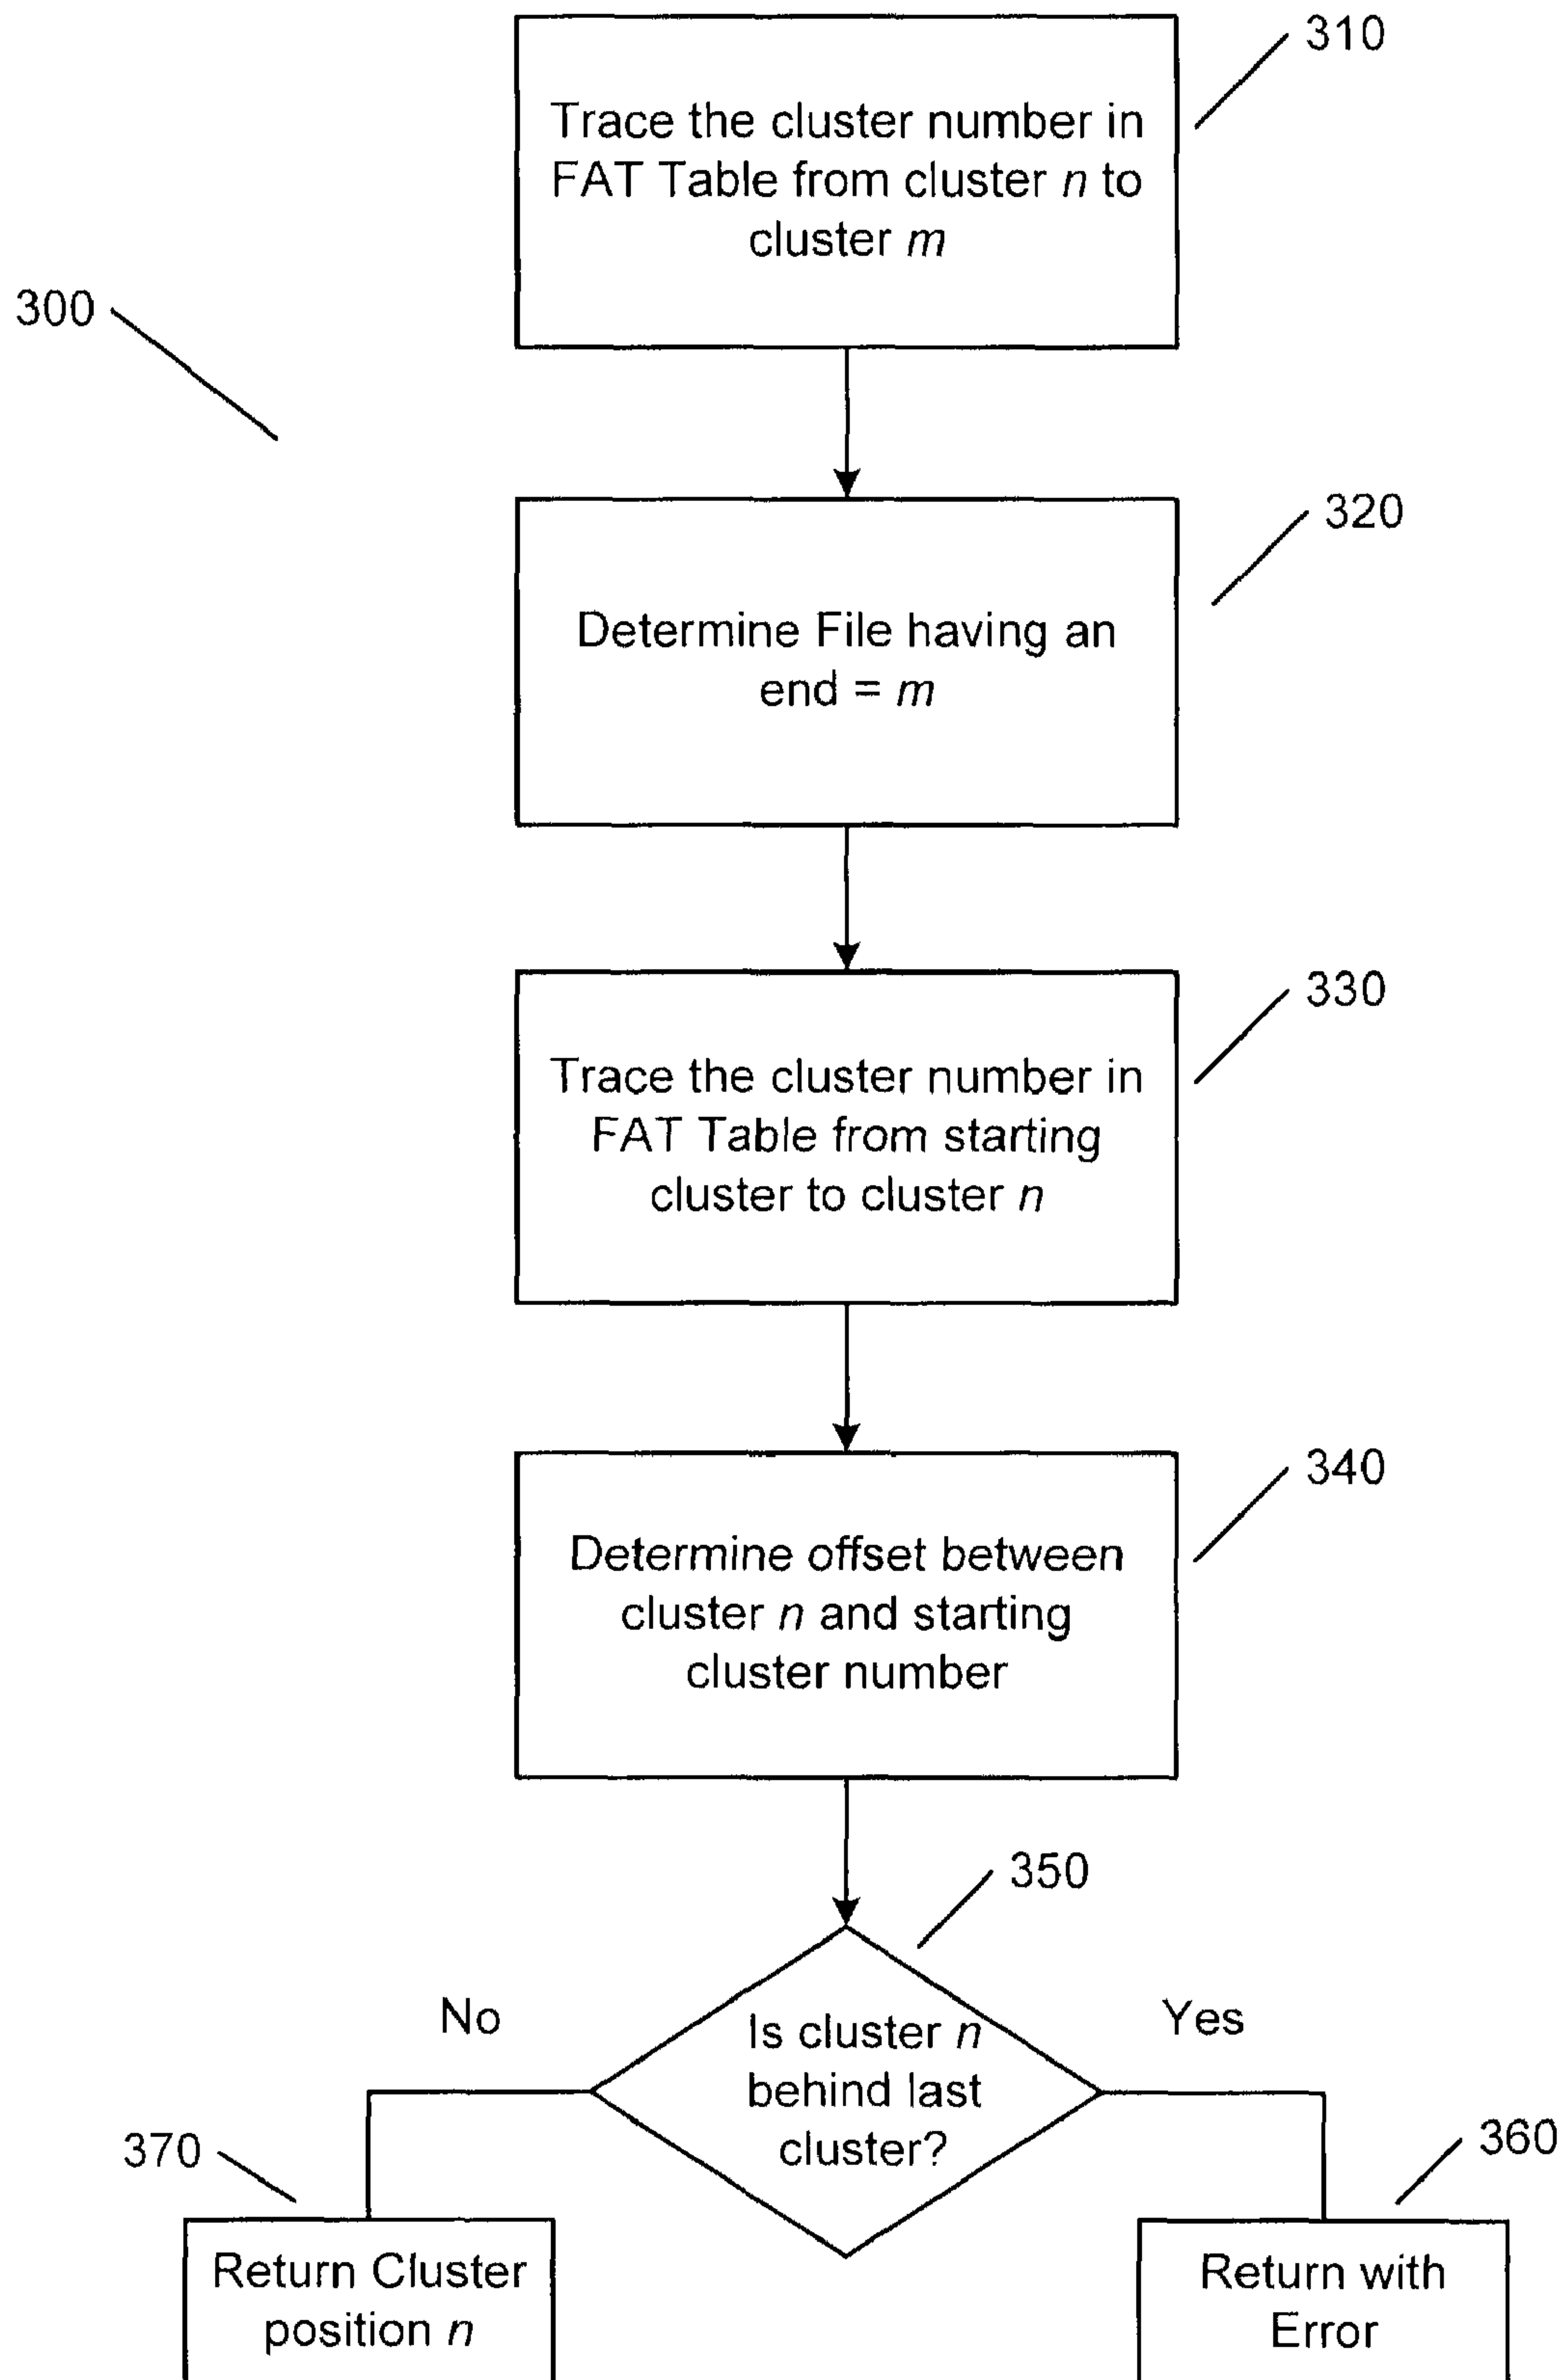 310
Trace the cluster number in
FAT Table from cluster n to
cluster m
300
320
Determine File having an
end = m
330
Trace the cluster number in
FAT Table from starting
cluster to cluster n
340
Determine offset between
cluster n and starting
cluster number
350
No
Yes
Is cluster n
behind last
cluster?
370
360
Return Cluster
position n
Return with
Error